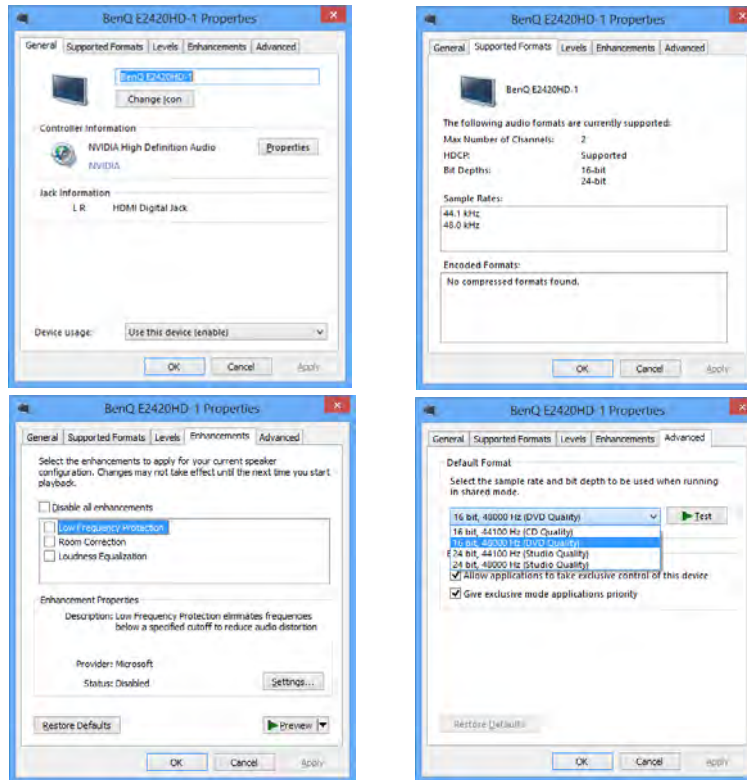 BenQ E2420HD-1 Properties
General Supported Formats Levels Enhancements Advanced
BenQ E2420HD-1
Change Icon
Controller Information
NVIDIA High Definition Audio
Properties
NVIDIA
Jack Information
L R HDMI Digital Jack
Device usage: Use this device (enable)
OK Cancel Apply
BenQ E2420HD-1 Properties
General Supported Formats Levels Enhancements Advanced
BenQ E2420HD-1
The following audio formats are currently supported:
Max Number of Channels: 2
HDCP: Supported
Bit Depths: 16-bit
24-bit
Sample Rates:
44.1 kHz
48.0 kHz
Encoded Formats:
No compressed formats found.
OK Cancel Apply
BenQ E2420HD-1 Properties
General Supported Formats Levels Enhancements Advanced
Select the enhancements to apply for your current speaker
configuration. Changes may not take effect until the next time you start
playback.
Disable all enhancements
Low Frequency Protection
Room Correction
Loudness Equalization
Enhancement Properties
Description: Low Frequency Protection eliminates frequencies
below a specified cutoff to reduce audio distortion
Provider: Microsoft
Status: Disabled
Settings...
Restore Defaults
Preview
OK Cancel Apply
BenQ E2420HD-1 Properties
General Supported Formats Levels Enhancements Advanced
Default Format
Select the sample rate and bit depth to be used when running
in shared mode.
16 bit, 48000 Hz (DVD Quality)
Test
16 bit, 44100 Hz (CD Quality)
16 bit, 48000 Hz (DVD Quality)
24 bit, 44100 Hz (Studio Quality)
24 bit, 48000 Hz (Studio Quality)
Allow applications to take exclusive control of this device
Give exclusive mode applications priority
Restore Defaults
OK Cancel Apply